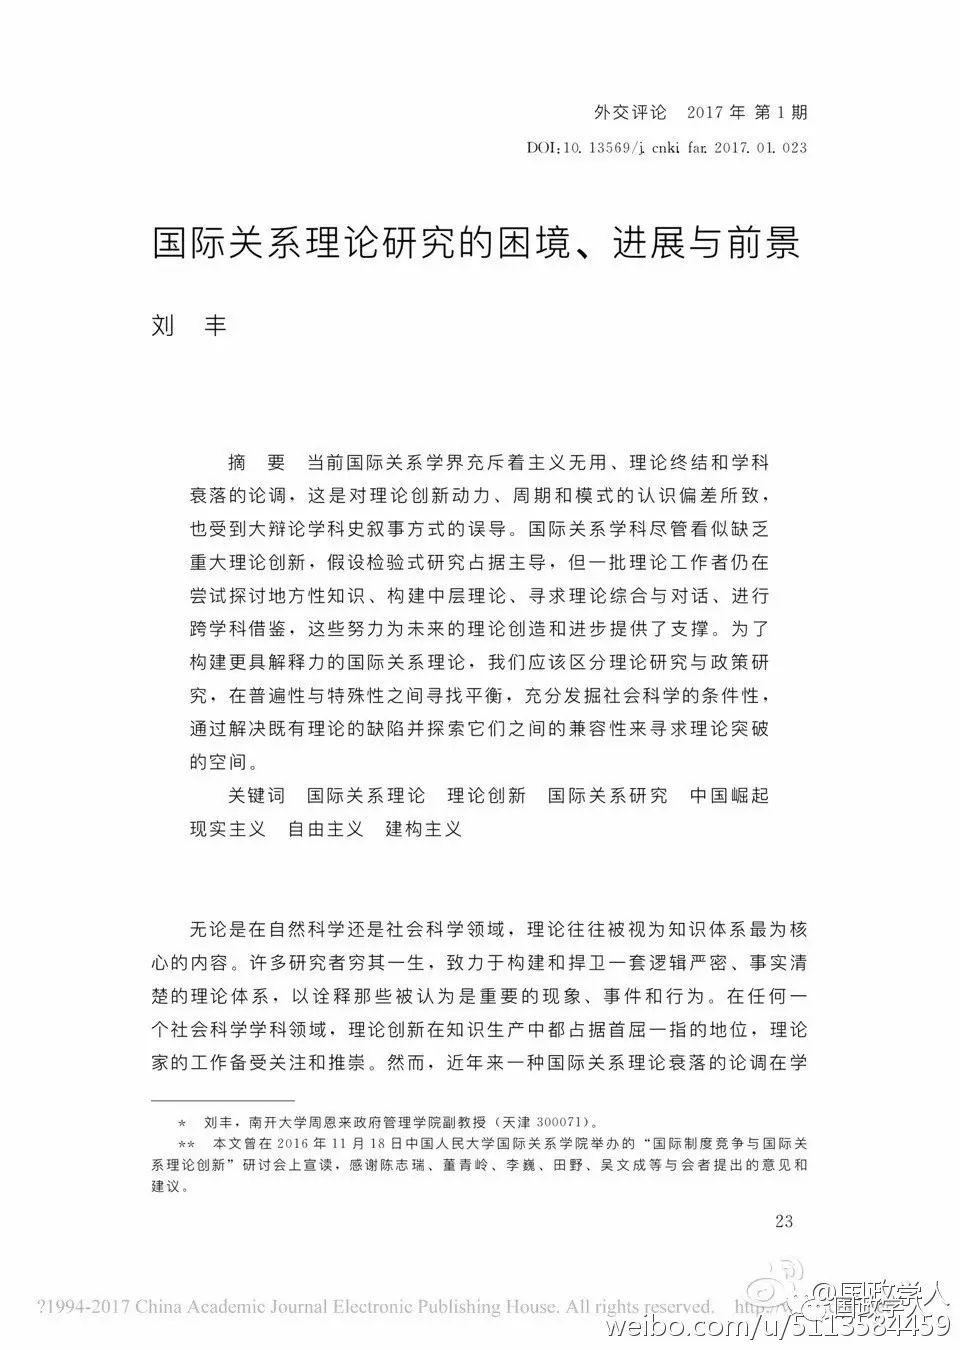 外交评论 2017 年 第 1 期
DOI:10. 13569/j. cnki. far. 2017. 01. 023
国际关系理论研究的困境、进展与前景
刘 丰
摘 要 当前国际关系学界充斥着主义无用、理论终结和学科
衰落的论调，这是对理论创新动力、周期和模式的认识偏差所致，
也受到大辩论学科史叙事方式的误导。国际关系学科尽管看似缺乏
重大理论创新，假设检验式研究占据主导，但一批理论工作者仍在
尝试探讨地方性知识、构建中层理论、寻求理论综合与对话、进行
跨学科借鉴，这些努力为未来的理论创造和进步提供了支撑。为了
构建更具解释力的国际关系理论，我们应该区分理论研究与政策研
究，在普遍性与特殊性之间寻找平衡，充分发掘社会科学的条件性，
通过解决既有理论的缺陷并探索它们之间的兼容性来寻求理论突破
的空间。
关键词 国际关系理论 理论创新 国际关系研究 中国崛起
现实主义 自由主义 建构主义
无论是在自然科学还是社会科学领域，理论往往被视为知识体系最为核
心的内容。许多研究者穷其一生，致力于构建和捍卫一套逻辑严密、事实清
楚的理论体系，以诠释那些被认为是重要的现象、事件和行为。在任何一
个社会科学学科领域，理论创新在知识生产中都占据首屈一指的地位，理论
家的工作备受关注和推崇。然而，近年来一种国际关系理论衰落的论调在学
* 刘丰，南开大学周恩来政府管理学院副教授（天津 300071）。
** 本文曾在 2016 年 11 月 18 日中国人民大学国际关系学院举办的“国际制度竞争与国际关
系理论创新”研讨会上宣读，感谢陈志瑞、董青岭、李巍、田野、吴文成等与会者提出的意见和
建议。
23
?1994-2017 China Academic Journal Electronic Publishing House. All rights reserved. http://
@国政学人
国政学人
weibo.com/u/5113584459